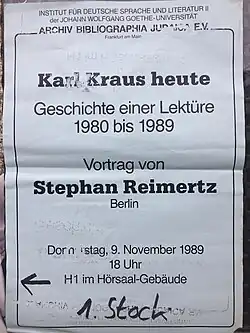 INSTITUT FÜR DEUTSCHE SPRACHE UND LITERATUR II
der JOHANN WOLFGANG GOETHE-UNIVERSITÄT
ARCHIV BIBLIOGRAPHIA JUDAICA E.V.
Frankfurt am Main
Karl Kraus heute
Geschichte einer Lektüre
1980 bis 1989
Vortrag von
Stephan Reimertz
Berlin
Donnerstag, 9. November 1989
18 Uhr
H1 im Hörsaal-Gebäude
1. Stock